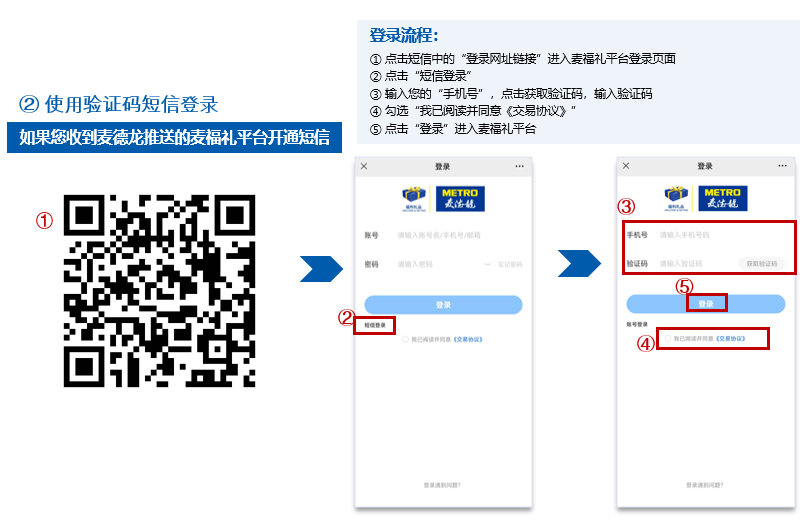 登录流程：
① 点击短信中的“登录网址链接”进入麦福礼平台登录页面
② 点击“短信登录”
③ 输入您的“手机号”，点击获取验证码，输入验证码
④ 勾选“我已阅读并同意《交易协议》”
⑤ 点击“登录”进入麦福礼平台
② 使用验证码短信登录
如果您收到麦德龙推送的麦福礼平台开通短信
①
登录
福利礼品
METRO
麦德龙
账号 请输入账号名/手机号/邮箱
密码 请输入密码 忘记密码
登录
②
短信登录
我已阅读并同意《交易协议》
登录遇到问题?
登录
福利礼品
METRO
麦德龙
③
手机号 请输入手机号码
验证码 请输入验证码 获取验证码
⑤
登录
账号登录
④
我已阅读并同意《交易协议》
登录遇到问题?